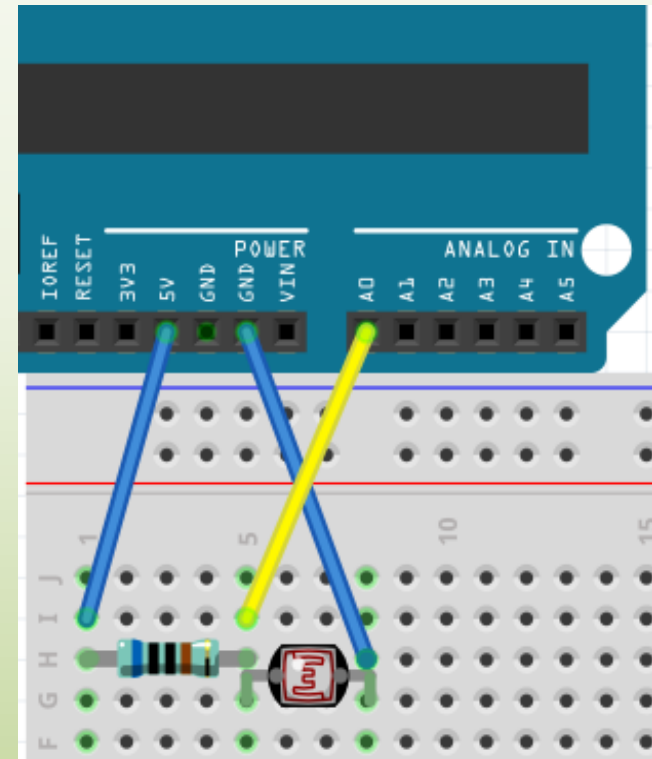 POWER
ANALOG IN
IOREF
RESET
3V3
5V
GND
GND
VIN
A0
A1
A2
A3
A4
A5
1
5
10
15
J
I
H
G
F